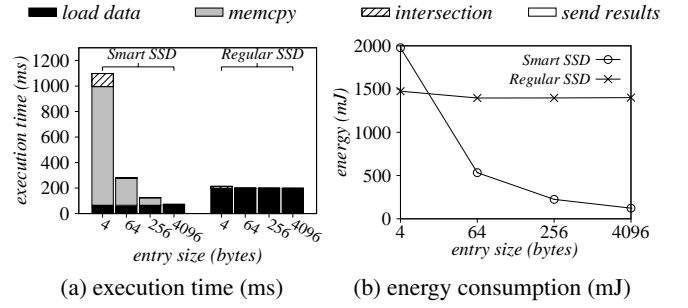 load data memcpy intersection send results
Smart SSD Regular SSD
execution time (ms)
1200
1000
800
600
400
200
0
4 64 256 4096 4 64 256 4096
entry size (bytes)
(a) execution time (ms)
2000
1500
1000
500
0
energy (mJ)
Smart SSD
Regular SSD
4 64 256 4096
entry size (bytes)
(b) energy consumption (mJ)